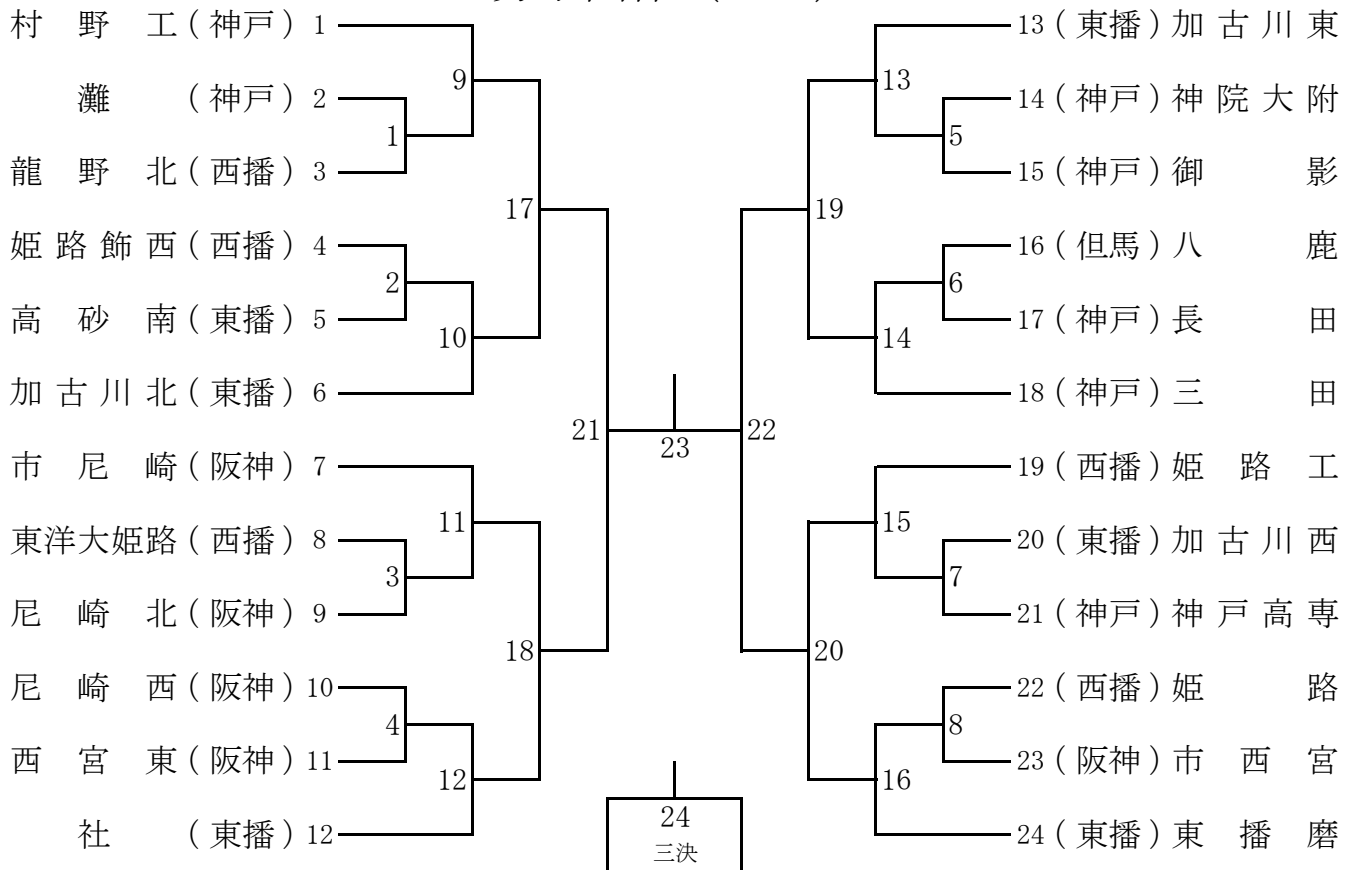 村野工(神戸) 1
灘(神戸) 2
龍野北(西播) 3
姫路飾西(西播) 4
高砂南(東播) 5
加古川北(東播) 6
市尼崎(阪神) 7
東洋大姫路(西播) 8
尼崎北(阪神) 9
尼崎西(阪神) 10
西宮東(阪神) 11
社(東播) 12
1
2
3
4
9
10
11
12
17
18
21
23
24
三決
22
19
20
13
14
15
16
5
6
7
8
13(東播)加古川東
14(神戸)神院大附
15(神戸)御影
16(但馬)八鹿
17(神戸)長田
18(神戸)三田
19(西播)姫路工
20(東播)加古川西
21(神戸)神戸高専
22(西播)姫路
23(阪神)市西宮
24(東播)東播磨